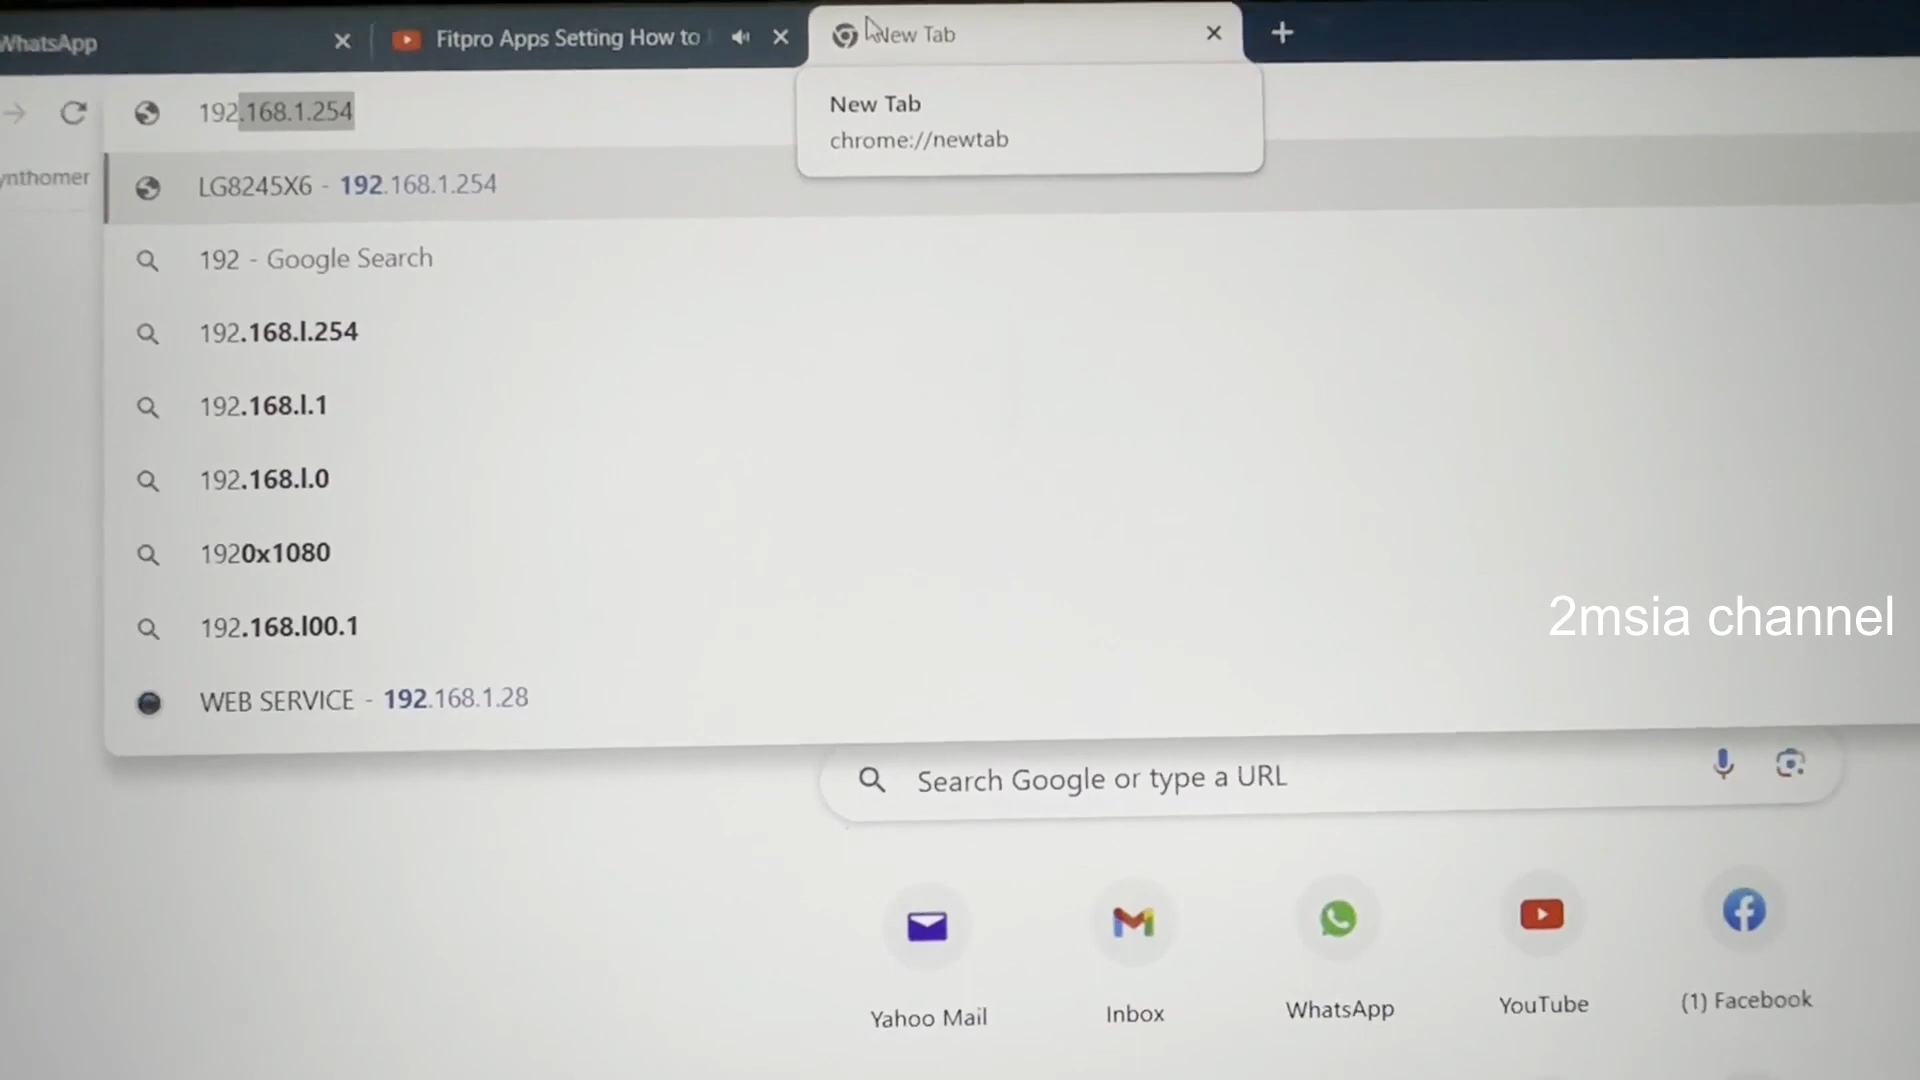 WhatsApp
Fitpro Apps Setting How to
New Tab
192.168.1.254
New Tab
chrome://newtab
ynthomer
LG8245X6 - 192.168.1.254
192 - Google Search
192.168.l.254
192.168.l.1
192.168.l.0
1920x1080
192.168.l00.1
WEB SERVICE - 192.168.1.28
2msia channel
Search Google or type a URL
Yahoo Mail
Inbox
WhatsApp
YouTube
(1) Facebook